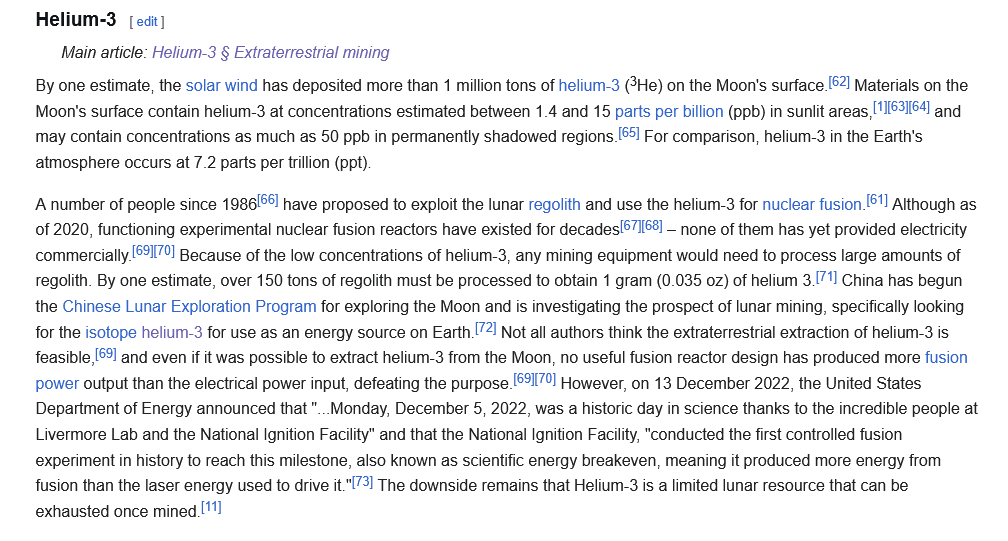 Helium-3 [ edit ]
Main article: Helium-3 § Extraterrestrial mining
By one estimate, the solar wind has deposited more than 1 million tons of helium-3 (³He) on the Moon's surface.[62] Materials on the
Moon's surface contain helium-3 at concentrations estimated between 1.4 and 15 parts per billion (ppb) in sunlit areas,[1][63][64] and
may contain concentrations as much as 50 ppb in permanently shadowed regions.[65] For comparison, helium-3 in the Earth's
atmosphere occurs at 7.2 parts per trillion (ppt).
A number of people since 1986[66] have proposed to exploit the lunar regolith and use the helium-3 for nuclear fusion.[61] Although as
of 2020, functioning experimental nuclear fusion reactors have existed for decades[67][68] – none of them has yet provided electricity
commercially.[69][70] Because of the low concentrations of helium-3, any mining equipment would need to process large amounts of
regolith. By one estimate, over 150 tons of regolith must be processed to obtain 1 gram (0.035 oz) of helium 3.[71] China has begun
the Chinese Lunar Exploration Program for exploring the Moon and is investigating the prospect of lunar mining, specifically looking
for the isotope helium-3 for use as an energy source on Earth.[72] Not all authors think the extraterrestrial extraction of helium-3 is
feasible,[69] and even if it was possible to extract helium-3 from the Moon, no useful fusion reactor design has produced more fusion
power output than the electrical power input, defeating the purpose.[69][70] However, on 13 December 2022, the United States
Department of Energy announced that "...Monday, December 5, 2022, was a historic day in science thanks to the incredible people at
Livermore Lab and the National Ignition Facility" and that the National Ignition Facility, "conducted the first controlled fusion
experiment in history to reach this milestone, also known as scientific energy breakeven, meaning it produced more energy from
fusion than the laser energy used to drive it."[73] The downside remains that Helium-3 is a limited lunar resource that can be
exhausted once mined.[11]